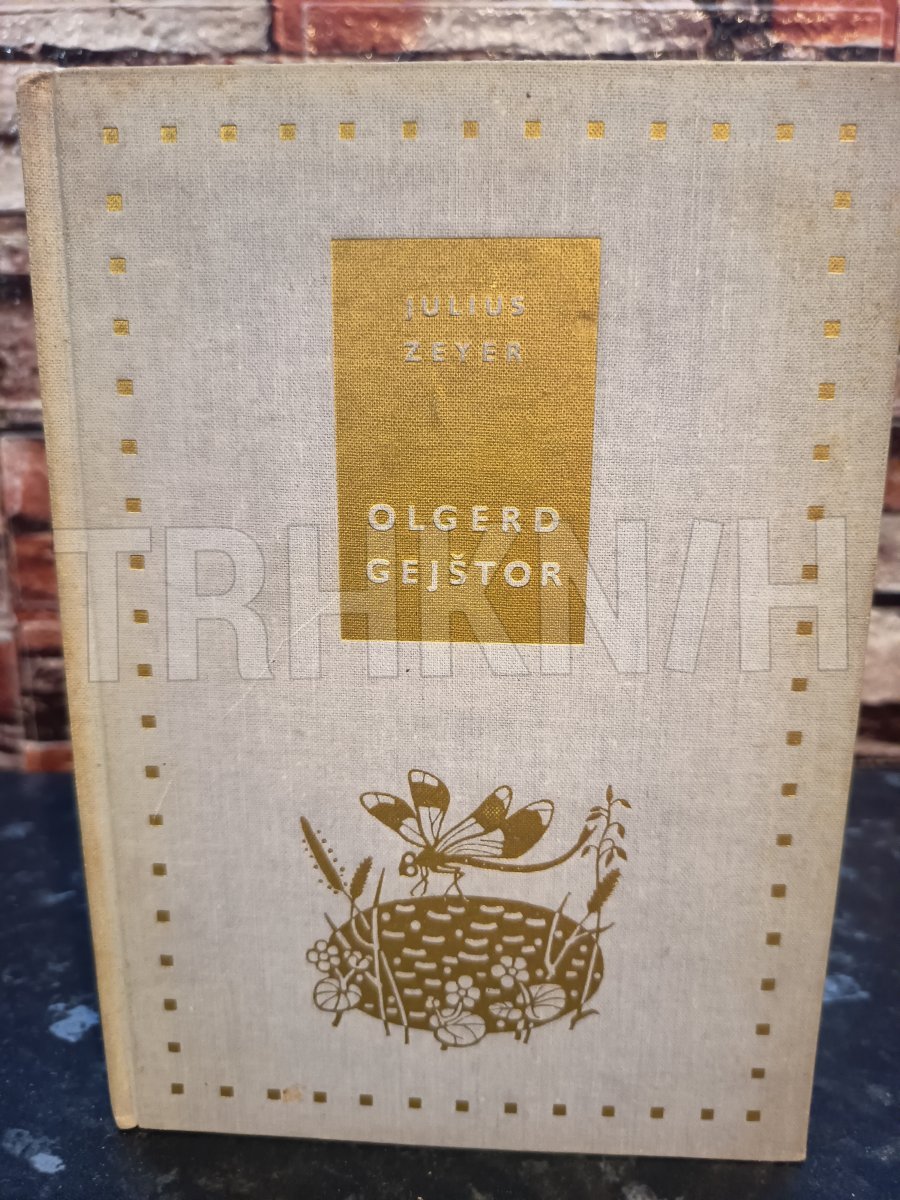 JULIUS
ZEYER
OLGERD
GEJŠTOR
TRHKNIH